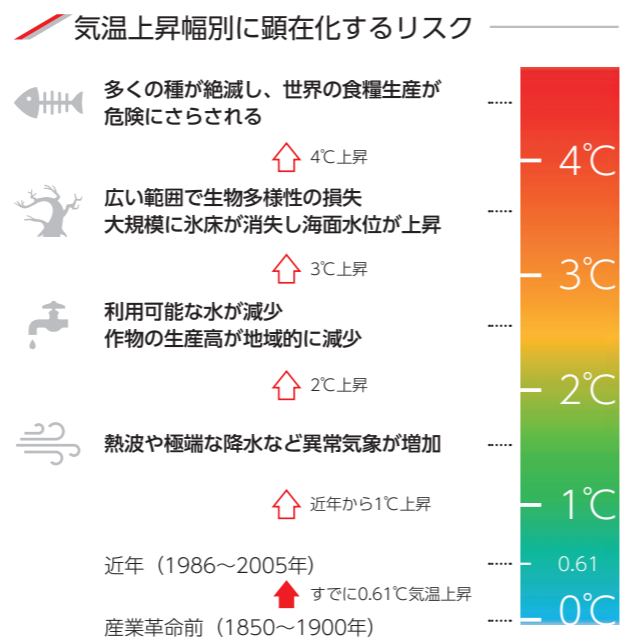 気温上昇幅別に顕在化するリスク
多くの種が絶滅し、世界の食糧生産が
危険にさらされる
4℃上昇
4℃
広い範囲で生物多様性の損失
大規模に氷床が消失し海面水位が上昇
3℃上昇
3℃
利用可能な水が減少
作物の生産高が地域的に減少
2℃上昇
2℃
熱波や極端な降水など異常気象が増加
近年から1℃上昇
1℃
近年（1986～2005年）
0.61
すでに0.61℃気温上昇
0℃
産業革命前（1850～1900年）